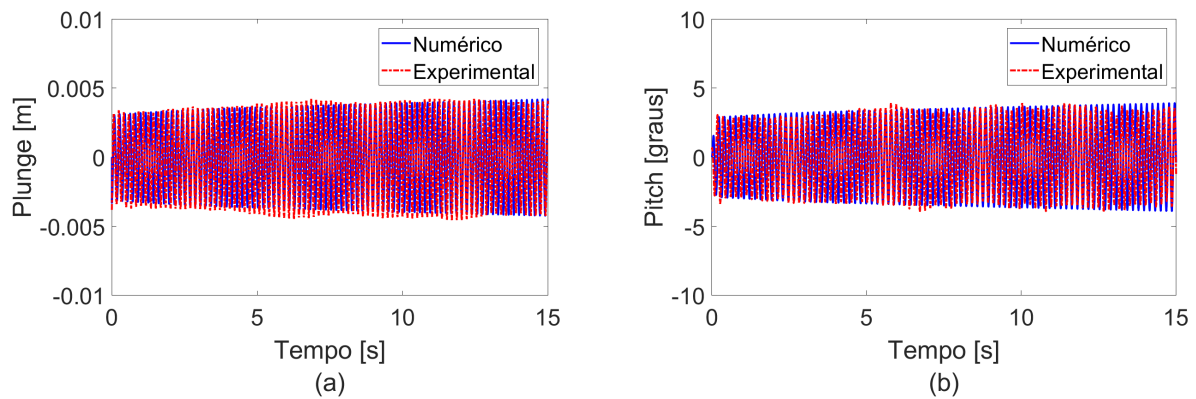 0.01
0.005
0
-0.005
-0.01
Plunge [m]
Numérico
Experimental
0
5
10
15
Tempo [s]
(a)
10
5
0
-5
-10
Pitch [graus]
Numérico
Experimental
0
5
10
15
Tempo [s]
(b)